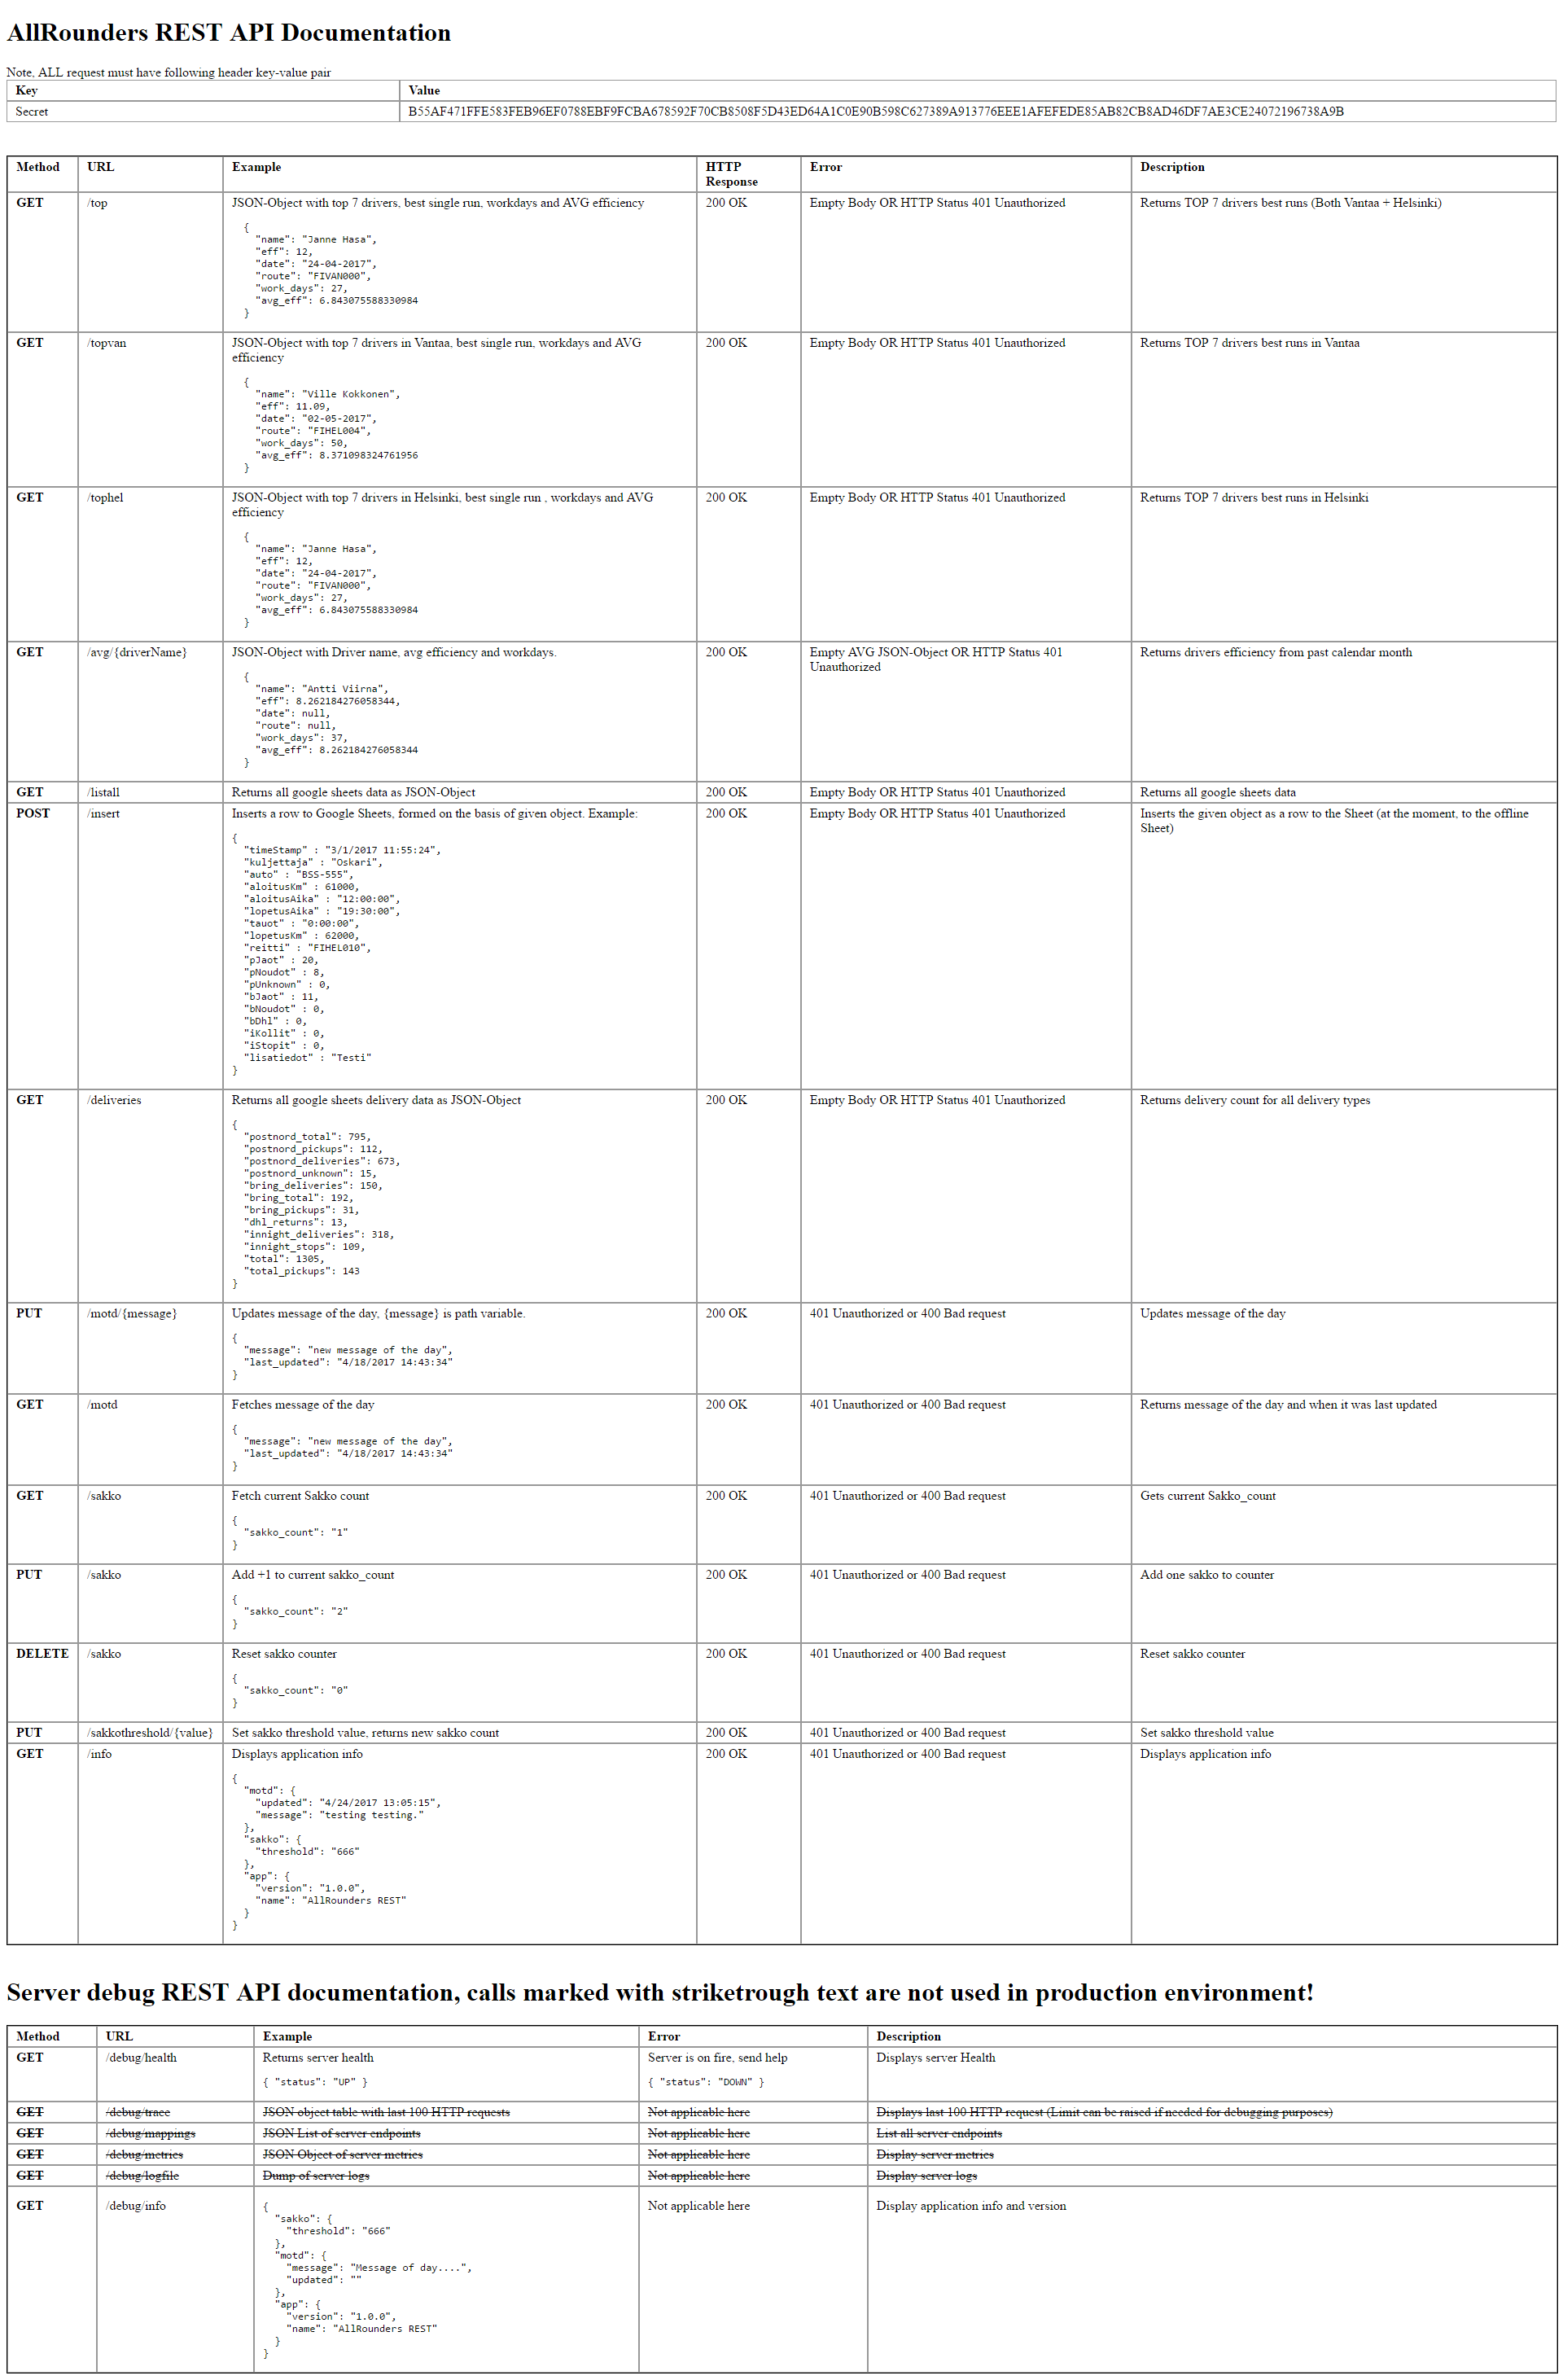 AllRounders REST API Documentation
Note, ALL request must have following header key-value pair
Key Value
Secret B55AF471FFE583FEB96EF0788EBF9FCBA678592F70CB8508F5D43ED64A1C0E90B598C627389A913776EEE1AFEFEDE85AB82CB8AD46DF7AE3CE24072196738A9B
Method URL Example HTTP Response Error Description
GET /top JSON-Object with top 7 drivers, best single run, workdays and AVG efficiency 200 OK Empty Body OR HTTP Status 401 Unauthorized Returns TOP 7 drivers best runs (Both Vantaa + Helsinki)
{
"name": "Janne Hasa",
"eff": 12,
"date": "24-04-2017",
"route": "FIVAN000",
"work_days": 27,
"avg_eff": 6.843075588330984
}
GET /topvan JSON-Object with top 7 drivers in Vantaa, best single run, workdays and AVG 200 OK Empty Body OR HTTP Status 401 Unauthorized Returns TOP 7 drivers best runs in Vantaa
efficiency
{
"name": "Ville Kokkonen",
"eff": 11.09,
"date": "02-05-2017",
"route": "FIHEL004",
"work_days": 50,
"avg_eff": 8.371098324761956
}
GET /tophel JSON-Object with top 7 drivers in Helsinki, best single run , workdays and AVG 200 OK Empty Body OR HTTP Status 401 Unauthorized Returns TOP 7 drivers best runs in Helsinki
efficiency
{
"name": "Janne Hasa",
"eff": 12,
"date": "24-04-2017",
"route": "FIVAN000",
"work_days": 27,
"avg_eff": 6.843075588330984
}
GET /avg/{driverName} JSON-Object with Driver name, avg efficiency and workdays. 200 OK Empty AVG JSON-Object OR HTTP Status 401 Unauthorized Returns drivers efficiency from past calendar month
{
"name": "Antti Viirna",
"eff": 8.262184276058344,
"date": null,
"route": null,
"work_days": 37,
"avg_eff": 8.262184276058344
}
GET /listall Returns all google sheets data as JSON-Object 200 OK Empty Body OR HTTP Status 401 Unauthorized Returns all google sheets data
POST /insert Inserts a row to Google Sheets, formed on the basis of given object. Example: 200 OK Empty Body OR HTTP Status 401 Unauthorized Inserts the given object as a row to the Sheet (at the moment, to the offline Sheet)
{
"timeStamp" : "3/1/2017 11:55:24",
"kuljettaja" : "Oskari",
"auto" : "BSS-555",
"aloitusKm" : 61000,
"aloitusAika" : "12:00:00",
"lopetusAika" : "19:30:00",
"tauot" : "0:00:00",
"lopetusKm" : 62000,
"reitti" : "FIHEL010",
"pJaot" : 20,
"pNoudot" : 8,
"pUnknown" : 0,
"bJaot" : 11,
"bNoudot" : 0,
"bDhl" : 0,
"iKollit" : 0,
"iStopit" : 0,
"lisatiedot" : "Testi"
}
GET /deliveries Returns all google sheets delivery data as JSON-Object 200 OK Empty Body OR HTTP Status 401 Unauthorized Returns delivery count for all delivery types
{
"postnord_total": 795,
"postnord_pickups": 112,
"postnord_deliveries": 673,
"postnord_unknown": 15,
"bring_deliveries": 150,
"bring_total": 192,
"bring_pickups": 31,
"dhl_returns": 13,
"innight_deliveries": 318,
"innight_stops": 109,
"total": 1305,
"total_pickups": 143
}
PUT /motd/{message} Updates message of the day, {message} is path variable. 200 OK 401 Unauthorized or 400 Bad request Updates message of the day
{
"message": "new message of the day",
"last_updated": "4/18/2017 14:43:34"
}
GET /motd Fetches message of the day 200 OK 401 Unauthorized or 400 Bad request Returns message of the day and when it was last updated
{
"message": "new message of the day",
"last_updated": "4/18/2017 14:43:34"
}
GET /sakko Fetch current Sakko count 200 OK 401 Unauthorized or 400 Bad request Gets current Sakko_count
{
"sakko_count": "1"
}
PUT /sakko Add +1 to current sakko_count 200 OK 401 Unauthorized or 400 Bad request Add one sakko to counter
{
"sakko_count": "2"
}
DELETE /sakko Reset sakko counter 200 OK 401 Unauthorized or 400 Bad request Reset sakko counter
{
"sakko_count": "0"
}
PUT /sakkothreshold/{value} Set sakko threshold value, returns new sakko count 200 OK 401 Unauthorized or 400 Bad request Set sakko threshold value
GET /info Displays application info 200 OK 401 Unauthorized or 400 Bad request Displays application info
{
"motd": {
"updated": "4/24/2017 13:05:15",
"message": "testing testing."
},
"sakko": {
"threshold": "666"
},
"app": {
"version": "1.0.0",
"name": "AllRounders REST"
}
}
Server debug REST API documentation, calls marked with striketrough text are not used in production environment!
Method URL Example Error Description
GET /debug/health Returns server health Server is on fire, send help Displays server Health
{ "status": "UP" } { "status": "DOWN" }
GET /debug/trace JSON object table with last 100 HTTP requests Not applicable here Displays last 100 HTTP request (Limit can be raised if needed for debugging purposes)
GET /debug/mappings JSON List of server endpoints Not applicable here List all server endpoints
GET /debug/metrics JSON Object of server metrics Not applicable here Display server metrics
GET /debug/logfile Dump of server logs Not applicable here Display server logs
GET /debug/info { Not applicable here Display application info and version
"sakko": {
"threshold": "666"
},
"motd": {
"message": "Message of day....",
"updated": ""
},
"app": {
"version": "1.0.0",
"name": "AllRounders REST"
}
}